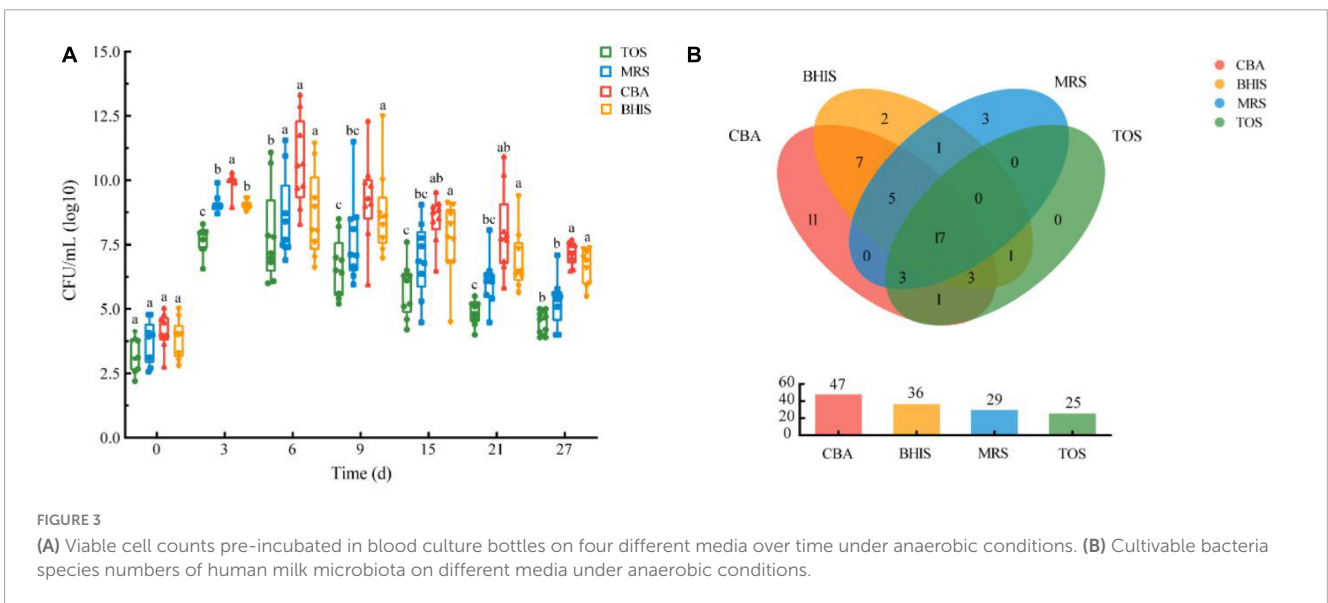 A
15.0
12.5
10.0
7.5
5.0
2.5
0.0
CFU/mL (log10)
TOS
MRS
CBA
BHIS
a a a a
c b a b
b a a a
c bc a a
c bc ab a
c bc ab a
b b a a
0 3 6 9 15 21 27
Time (d)
B
CBA
BHIS
MRS
TOS
BHIS MRS
CBA TOS
2 3
1
7 0
5 0
11 0
17
0 1
3 3
1
60
40
20
0
47 36 29 25
CBA BHIS MRS TOS
FIGURE 3
(A) Viable cell counts pre-incubated in blood culture bottles on four different media over time under anaerobic conditions. (B) Cultivable bacteria
species numbers of human milk microbiota on different media under anaerobic conditions.